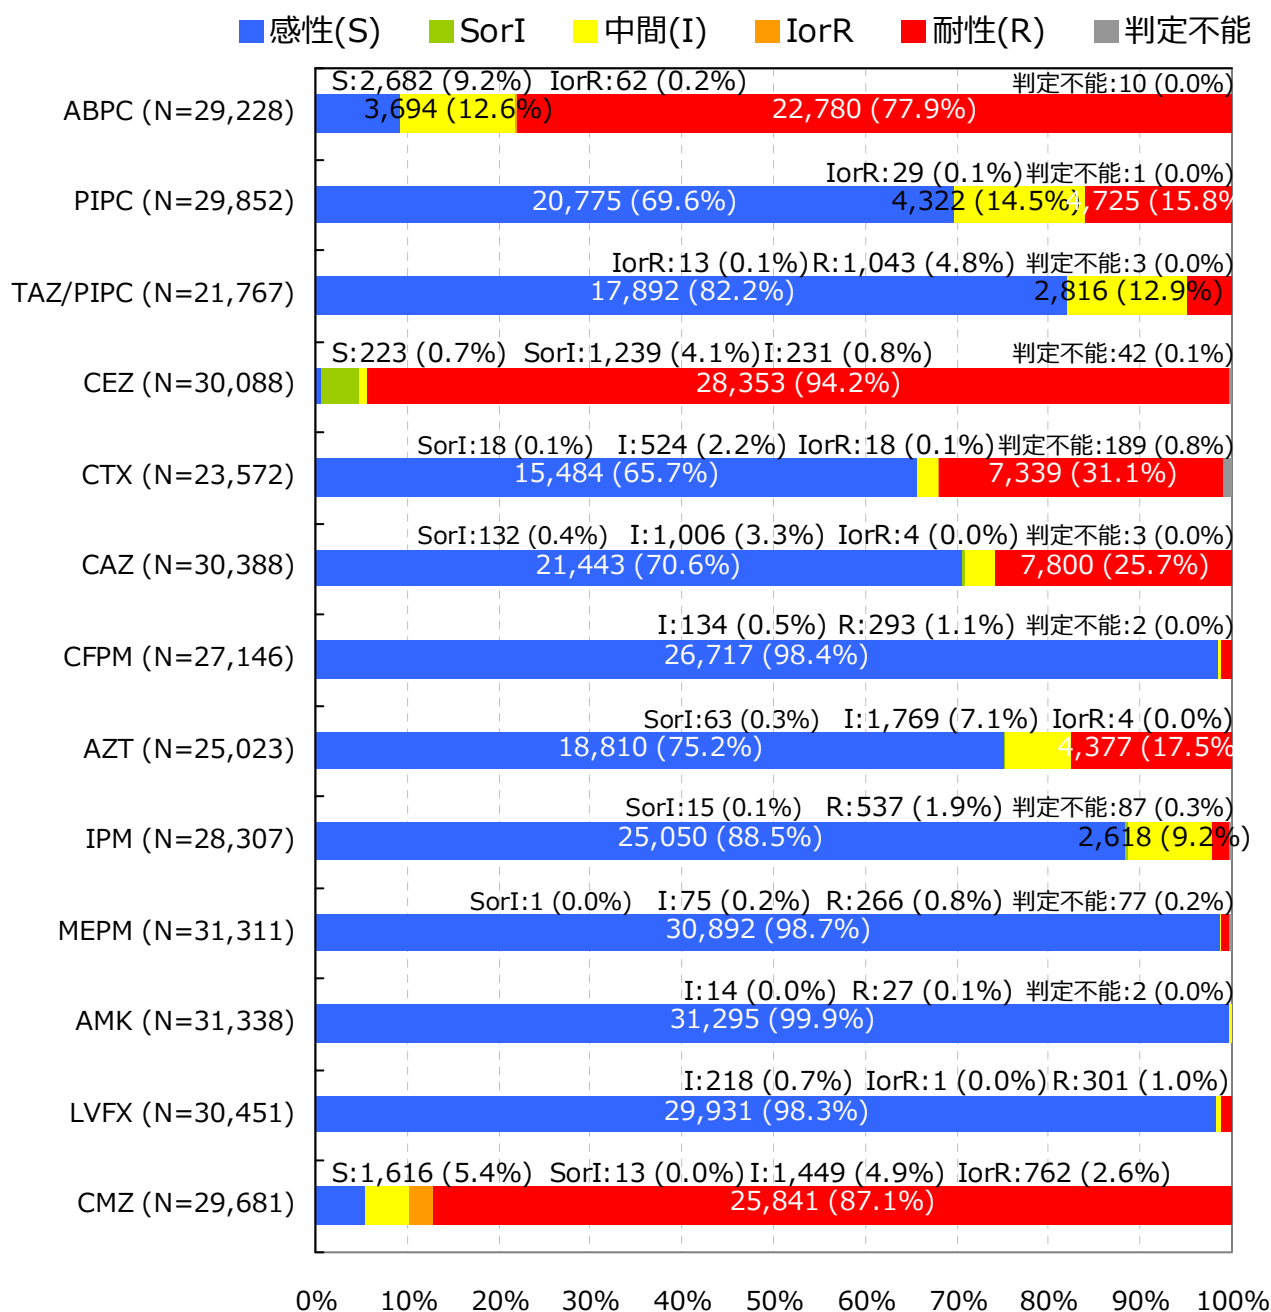 感性(S) SorI 中間(I) IorR 耐性(R) 判定不能
S:2,682 (9.2%) IorR:62 (0.2%) 判定不能:10 (0.0%)
ABPC (N=29,228) 3,694 (12.6%) 22,780 (77.9%)
IorR:29 (0.1%) 判定不能:1 (0.0%)
PIPC (N=29,852) 20,775 (69.6%) 4,322 (14.5%) 4,725 (15.8%
IorR:13 (0.1%) R:1,043 (4.8%) 判定不能:3 (0.0%)
TAZ/PIPC (N=21,767) 17,892 (82.2%) 2,816 (12.9%)
S:223 (0.7%) SorI:1,239 (4.1%) I:231 (0.8%) 判定不能:42 (0.1%)
CEZ (N=30,088) 28,353 (94.2%)
SorI:18 (0.1%) I:524 (2.2%) IorR:18 (0.1%) 判定不能:189 (0.8%)
CTX (N=23,572) 15,484 (65.7%) 7,339 (31.1%)
SorI:132 (0.4%) I:1,006 (3.3%) IorR:4 (0.0%) 判定不能:3 (0.0%)
CAZ (N=30,388) 21,443 (70.6%) 7,800 (25.7%)
I:134 (0.5%) R:293 (1.1%) 判定不能:2 (0.0%)
CFPM (N=27,146) 26,717 (98.4%)
SorI:63 (0.3%) I:1,769 (7.1%) IorR:4 (0.0%)
AZT (N=25,023) 18,810 (75.2%) 4,377 (17.5%
SorI:15 (0.1%) R:537 (1.9%) 判定不能:87 (0.3%)
IPM (N=28,307) 25,050 (88.5%) 2,618 (9.2%)
SorI:1 (0.0%) I:75 (0.2%) R:266 (0.8%) 判定不能:77 (0.2%)
MEPM (N=31,311) 30,892 (98.7%)
I:14 (0.0%) R:27 (0.1%) 判定不能:2 (0.0%)
AMK (N=31,338) 31,295 (99.9%)
I:218 (0.7%) IorR:1 (0.0%) R:301 (1.0%)
LVFX (N=30,451) 29,931 (98.3%)
S:1,616 (5.4%) SorI:13 (0.0%) I:1,449 (4.9%) IorR:762 (2.6%)
CMZ (N=29,681) 25,841 (87.1%)
0% 10% 20% 30% 40% 50% 60% 70% 80% 90% 100%